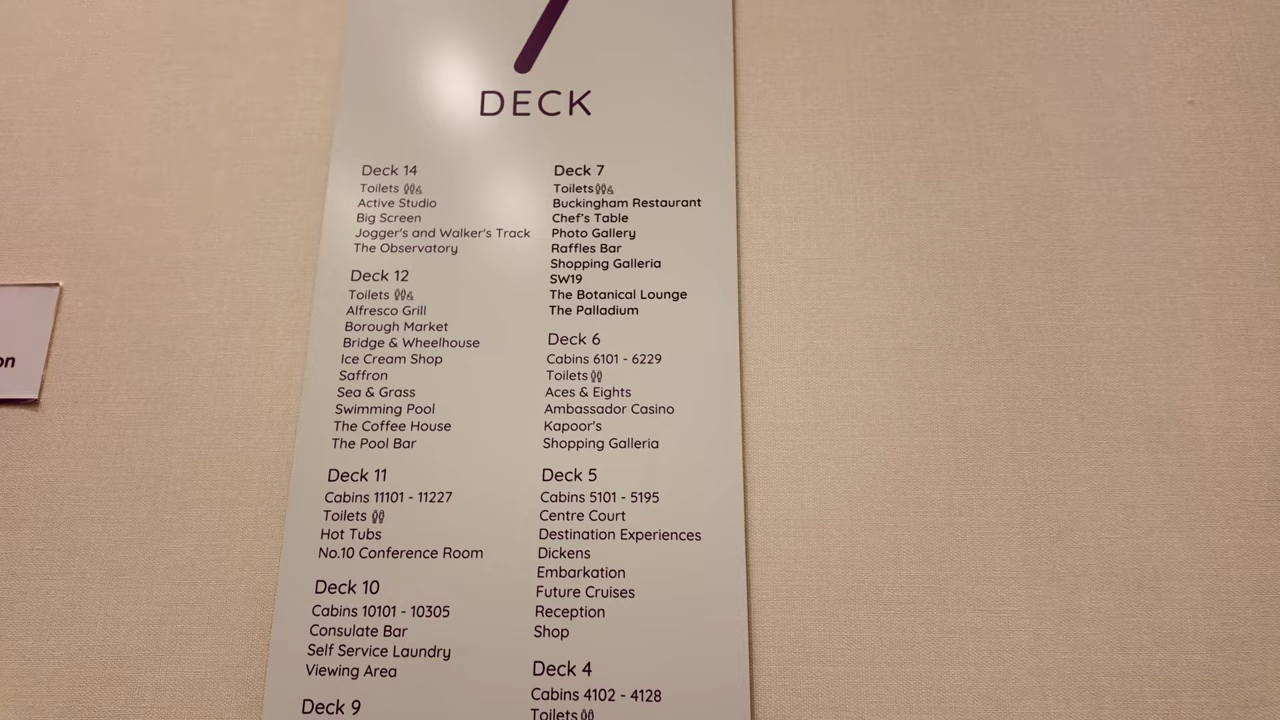 7
DECK
Deck 14
Toilets
Active Studio
Big Screen
Jogger's and Walker's Track
The Observatory
Deck 12
Toilets
Alfresco Grill
Borough Market
Bridge & Wheelhouse
Ice Cream Shop
Saffron
Sea & Grass
Swimming Pool
The Coffee House
The Pool Bar
Deck 11
Cabins 11101 - 11227
Toilets
Hot Tubs
No.10 Conference Room
Deck 10
Cabins 10101 - 10305
Consulate Bar
Self Service Laundry
Viewing Area
Deck 9
Deck 7
Toilets
Buckingham Restaurant
Chef's Table
Photo Gallery
Raffles Bar
Shopping Galleria
SW19
The Botanical Lounge
The Palladium
Deck 6
Cabins 6101 - 6229
Toilets
Aces & Eights
Ambassador Casino
Kapoor's
Shopping Galleria
Deck 5
Cabins 5101 - 5195
Centre Court
Destination Experiences
Dickens
Embarkation
Future Cruises
Reception
Shop
Deck 4
Cabins 4102 - 4128
Toilets